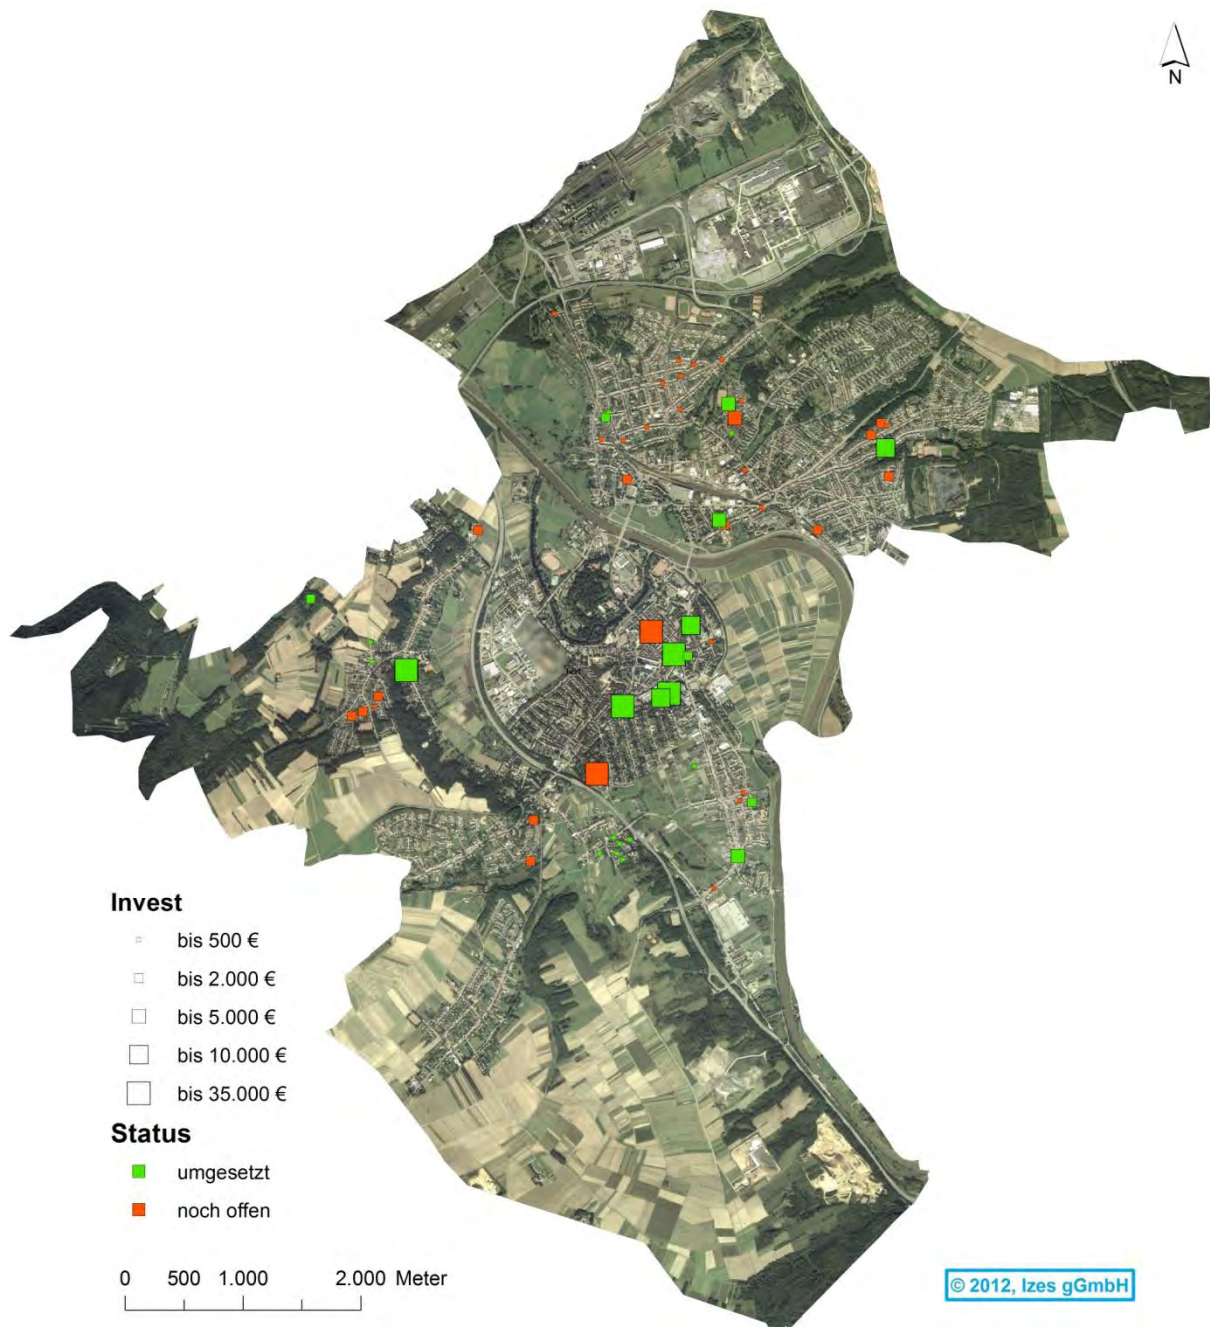 N
Invest
bis 500 €
bis 2.000 €
bis 5.000 €
bis 10.000 €
bis 35.000 €
Status
umgesetzt
noch offen
0 500 1.000 2.000 Meter
© 2012, Izes gGmbH